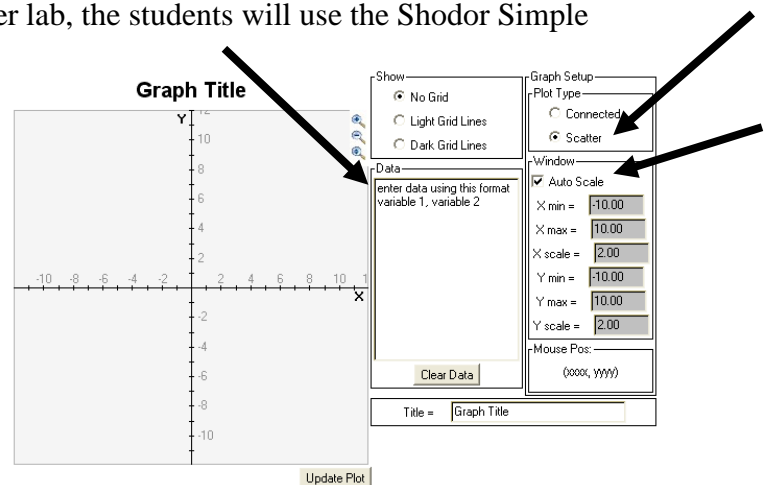 er lab, the students will use the Shodor Simple
Graph Title
Y
12
10
8
6
4
2
-10 -8 -6 -4 -2 2 4 6 8 10 1
X
-2
-4
-6
-8
-10
Update Plot
Show
No Grid
Light Grid Lines
Dark Grid Lines
Data
enter data using this format
variable 1, variable 2
Clear Data
Graph Setup
Plot Type
Connected
Scatter
Window
Auto Scale
X min = -10.00
X max = 10.00
X scale = 2.00
Y min = -10.00
Y max = 10.00
Y scale = 2.00
Mouse Pos:
(xxxx, yyyy)
Title = Graph Title